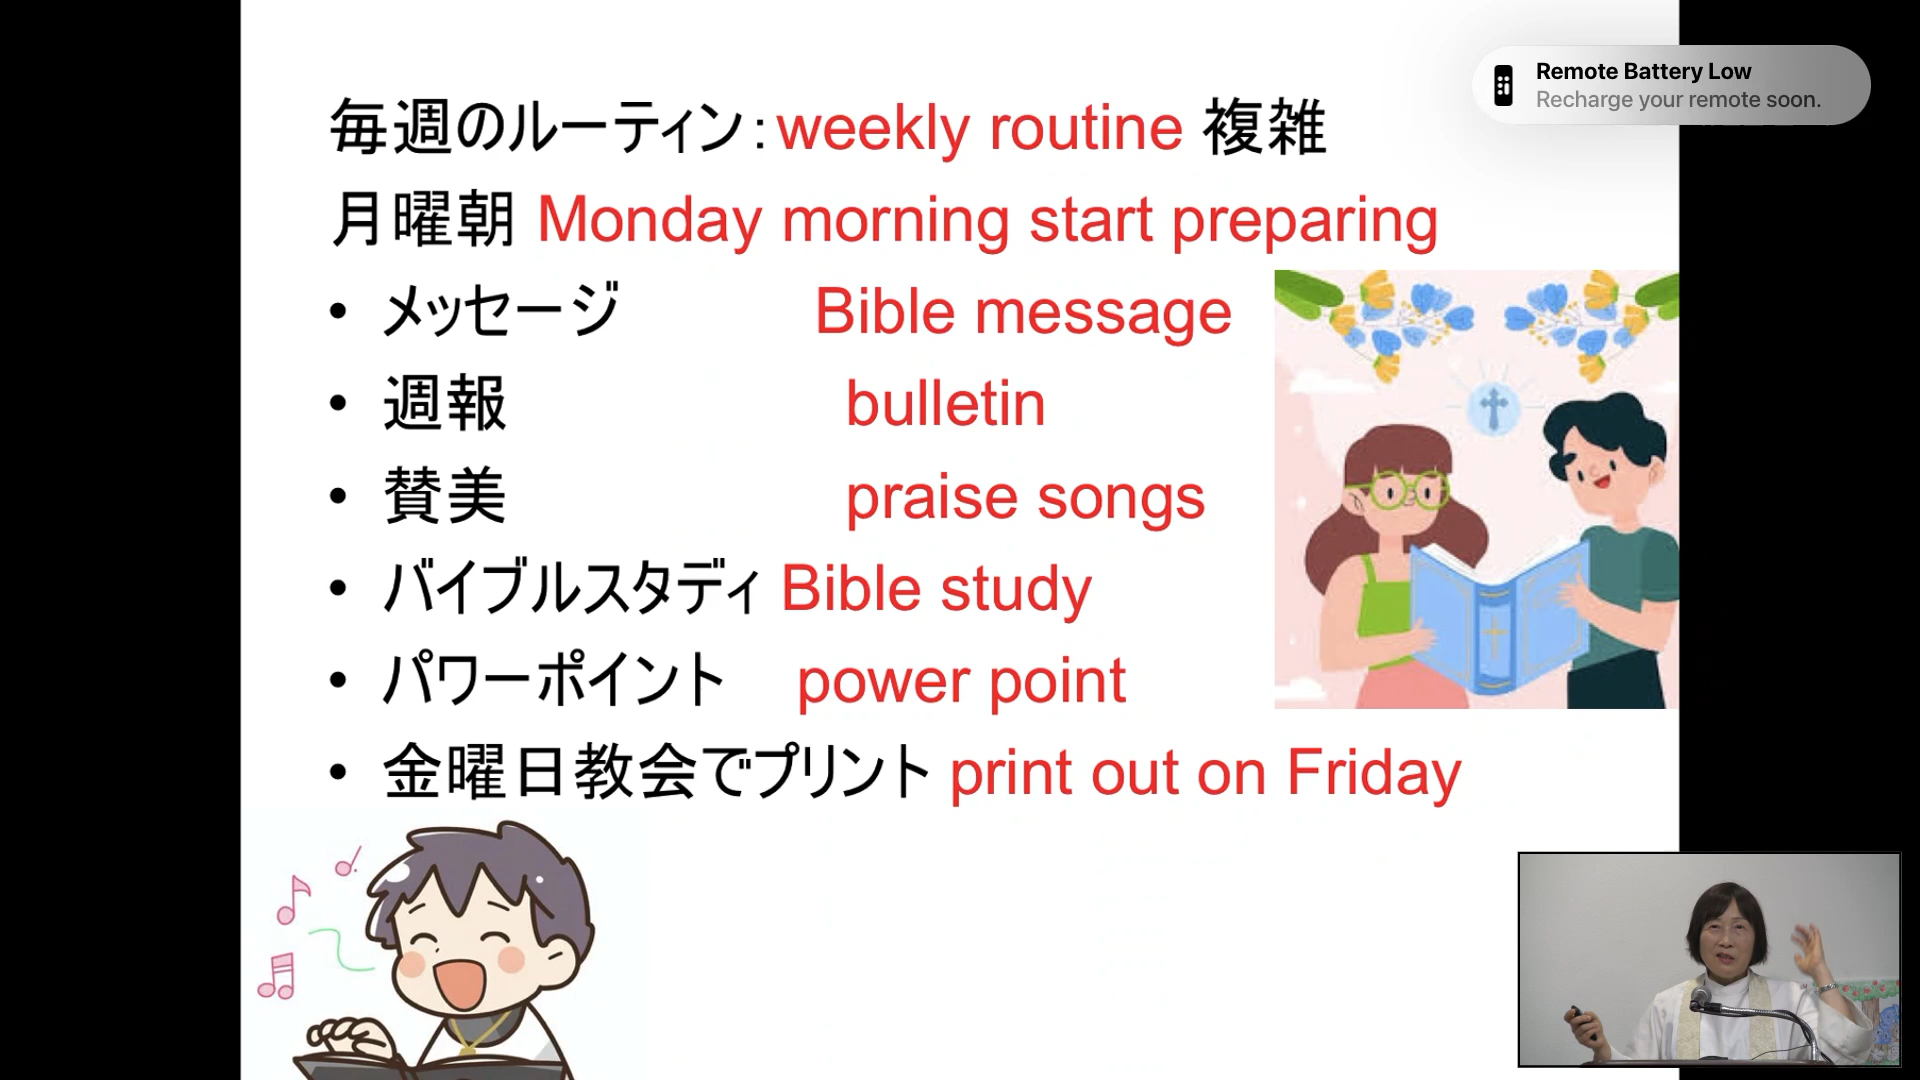 Remote Battery Low
Recharge your remote soon.
毎週のルーティン：weekly routine 複雑
月曜朝 Monday morning start preparing
• メッセージ Bible message
• 週報 bulletin
• 賛美 praise songs
• バイブルスタディ Bible study
• パワーポイント power point
• 金曜日教会でプリント print out on Friday